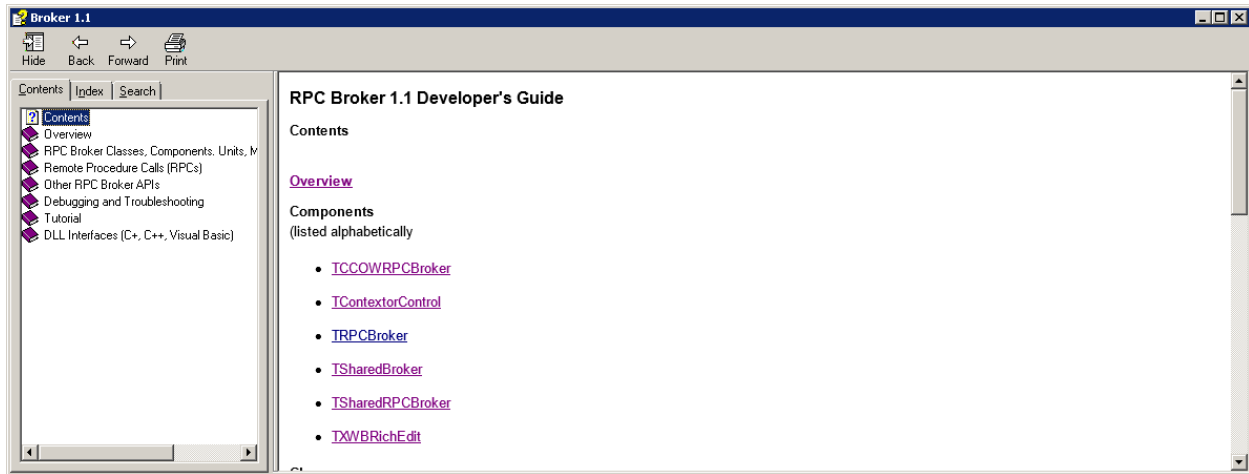 Broker 1.1
Hide Back Forward Print
Contents Index Search
Contents
Overview
RPC Broker Classes, Components. Units, M
Remote Procedure Calls (RPCs)
Other RPC Broker APIs
Debugging and Troubleshooting
Tutorial
DLL Interfaces (C+, C++, Visual Basic)
RPC Broker 1.1 Developer's Guide
Contents
Overview
Components
(listed alphabetically
• TCCOWRPCBroker
• TContextorControl
• TRPCBroker
• TSharedBroker
• TSharedRPCBroker
• TXWBRichEdit